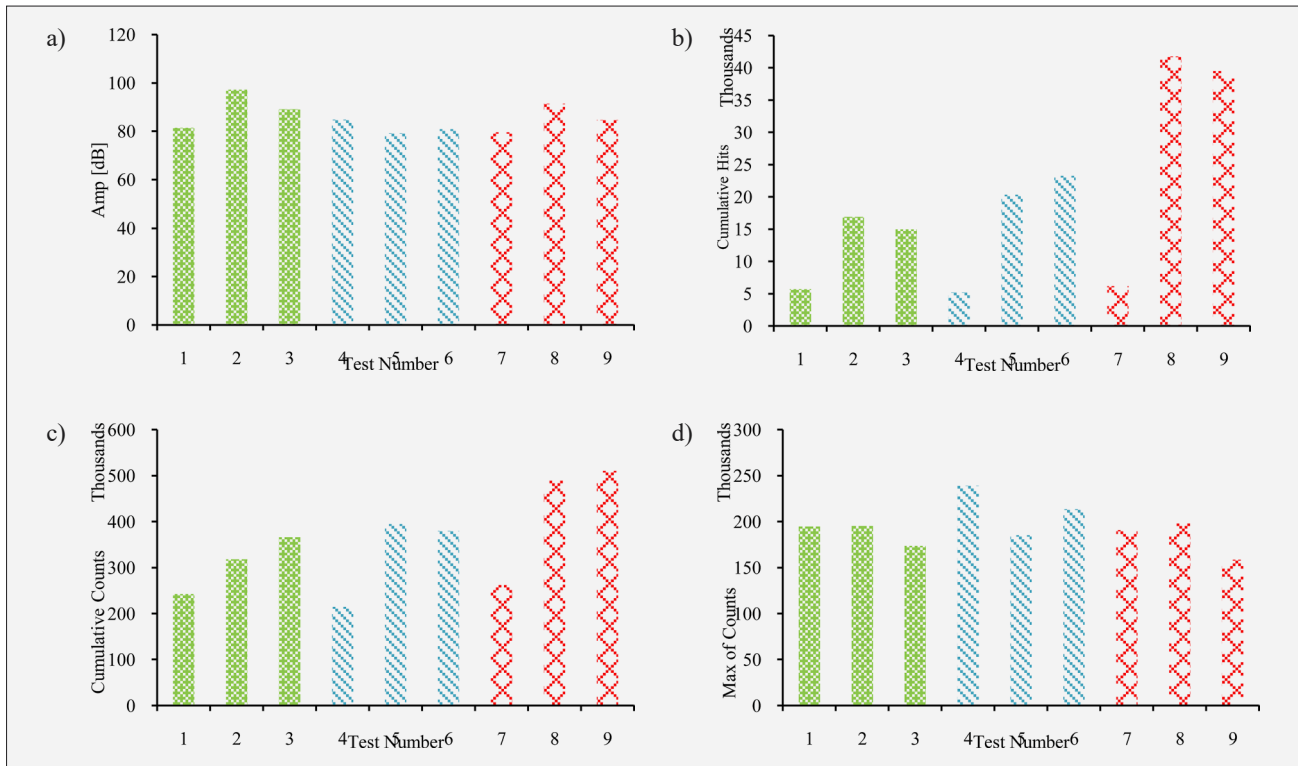 a)
Amp [dB]
120
100
80
60
40
20
0
1 2 3 4 5 6 7 8 9
Test Number
b)
Cumulative Hits Thousands
45
40
35
30
25
20
15
10
5
0
1 2 3 4 5 6 7 8 9
Test Number
c)
Cumulative Counts Thousands
600
500
400
300
200
100
0
1 2 3 4 5 6 7 8 9
Test Number
d)
Max of Counts Thousands
300
250
200
150
100
50
0
1 2 3 4 5 6 7 8 9
Test Number